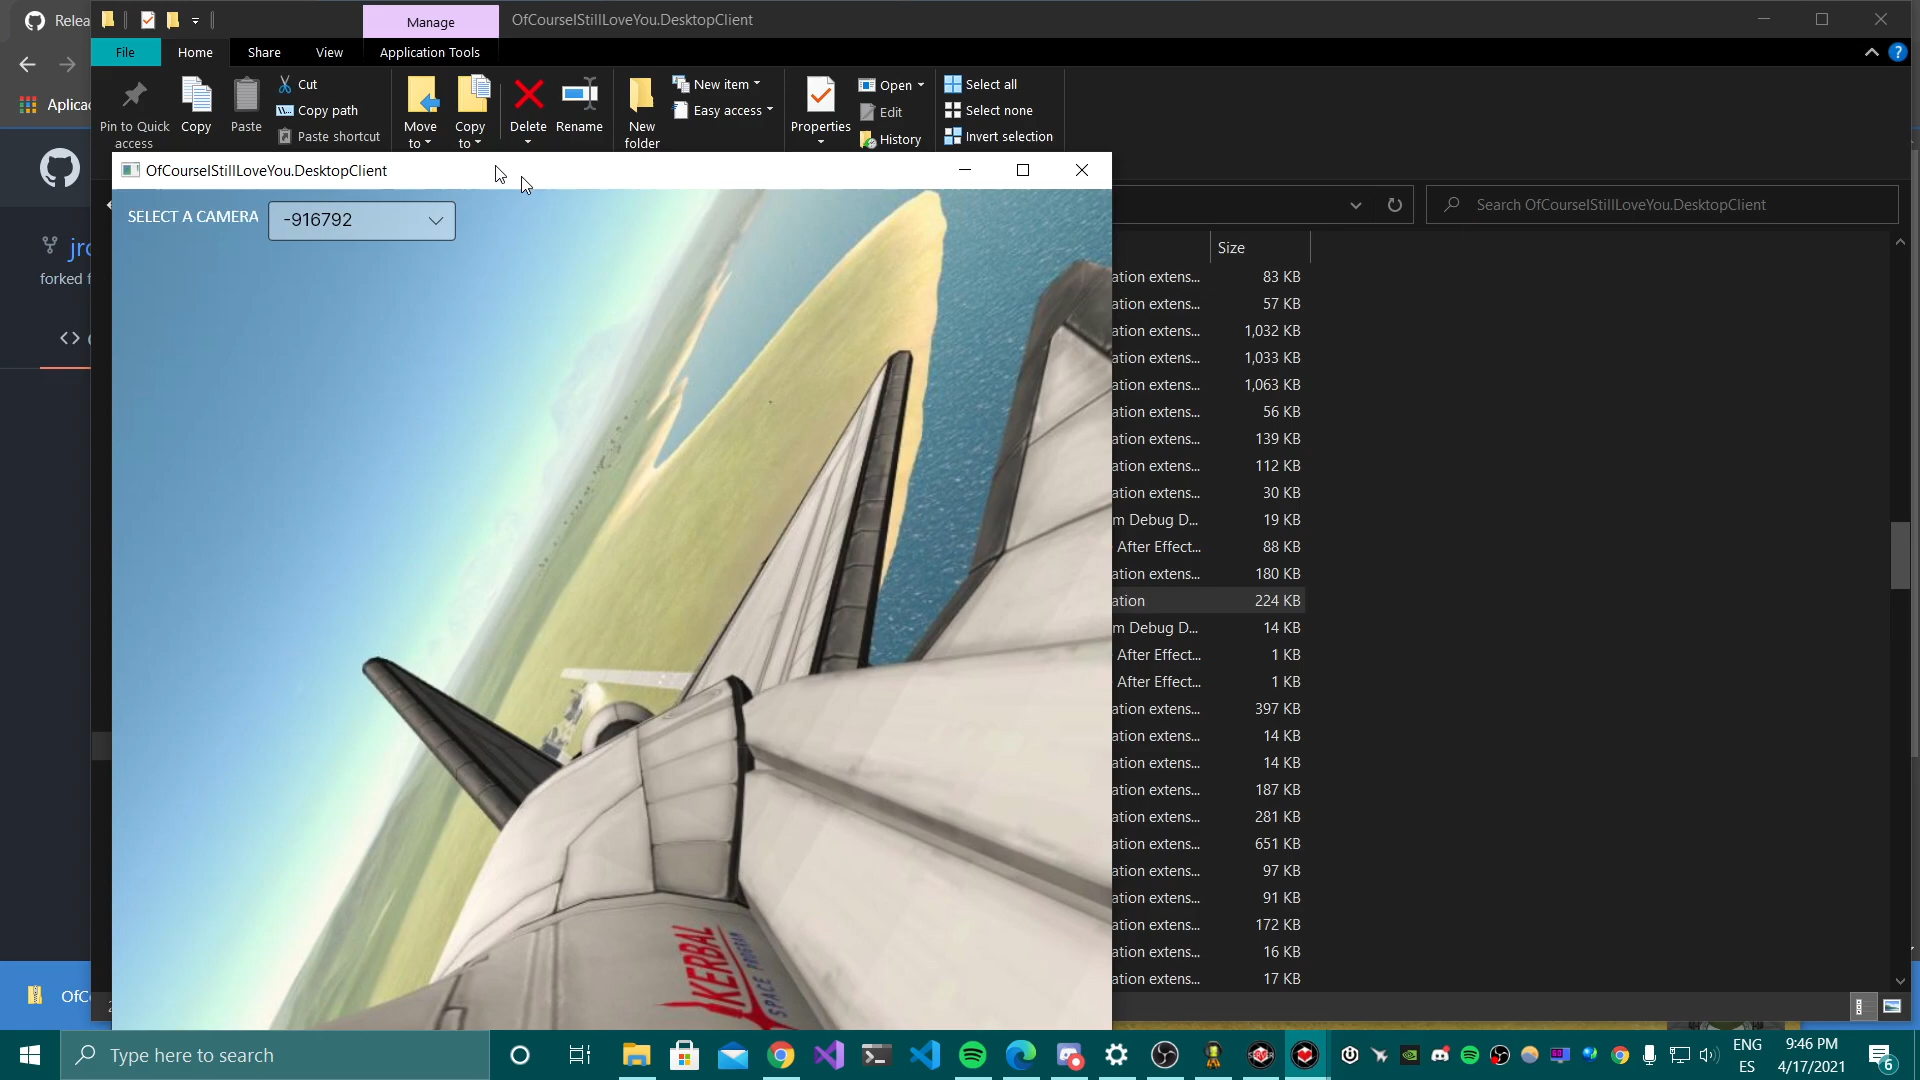 Relea
Manage
OfCourseIStillLoveYou.DesktopClient
File
Home
Share
View
Application Tools
Aplicac
Pin to Quick
access
Copy
Paste
Cut
Copy path
Paste shortcut
Move
to
Copy
to
Delete
Rename
New
folder
New item
Easy access
Properties
Open
Edit
History
Select all
Select none
Invert selection
OfCourseIStillLoveYou.DesktopClient
SELECT A CAMERA
-916792
Search OfCourseIStillLoveYou.DesktopClient
forked f
Size
ation extens... 83 KB
ation extens... 57 KB
ation extens... 1,032 KB
ation extens... 1,033 KB
ation extens... 1,063 KB
ation extens... 56 KB
ation extens... 139 KB
ation extens... 112 KB
ation extens... 30 KB
m Debug D... 19 KB
After Effect... 88 KB
ation extens... 180 KB
ation 224 KB
m Debug D... 14 KB
After Effect... 1 KB
After Effect... 1 KB
ation extens... 397 KB
ation extens... 14 KB
ation extens... 14 KB
ation extens... 187 KB
ation extens... 281 KB
ation extens... 651 KB
ation extens... 97 KB
ation extens... 91 KB
ation extens... 172 KB
ation extens... 16 KB
ation extens... 17 KB
KERBAL
SPACE PROGRAM
OfC
Type here to search
SERVER
60
ENG
ES
9:46 PM
4/17/2021
6